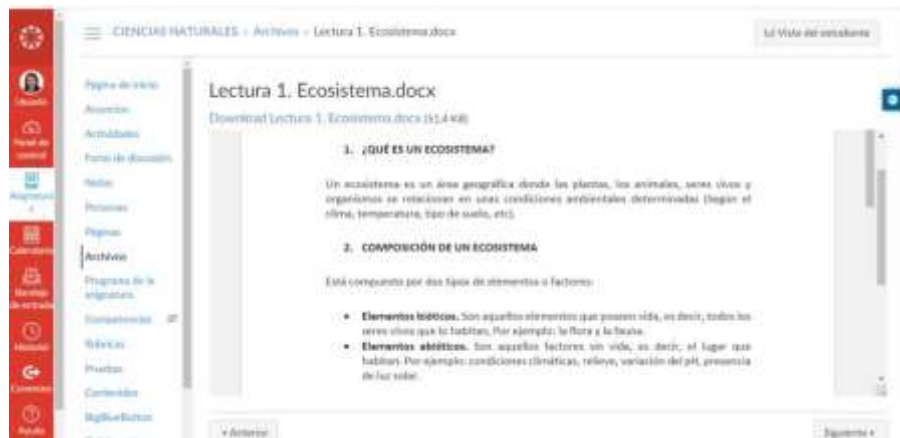 CIENCIAS NATURALES > Archivos > Lectura 1. Ecosistema.docx
Vista del estudiante
Usuario
Panel de control
Asignaturas
Calendario
Bandeja de entrada
Historial
Commons
Ayuda
Página de inicio
Anuncios
Actividades
Foros de discusión
Notas
Personas
Páginas
Archivos
Programa de la
asignatura
Competencias
Rúbricas
Pruebas
Contenidos
BigBlueButton
Lectura 1. Ecosistema.docx
Download Lectura 1. Ecosistema.docx (51,4 KB)
1. ¿QUÉ ES UN ECOSISTEMA?
Un ecosistema es un área geográfica donde las plantas, los animales, seres vivos y
organismos se relacionan en unas condiciones ambientales determinadas (Según el
clima, temperatura, tipo de suelo, etc).
2. COMPOSICIÓN DE UN ECOSISTEMA
Está compuesto por dos tipos de elementos o factores:
• Elementos bióticos. Son aquellos elementos que poseen vida, es decir, todos los
seres vivos que lo habitan. Por ejemplo: la flora y la fauna.
• Elementos abióticos. Son aquellos factores sin vida, es decir, el lugar que
habitan. Por ejemplo: condiciones climáticas, relieve, variación del pH, presencia
de luz solar.
◂ Anterior
Siguiente ▸